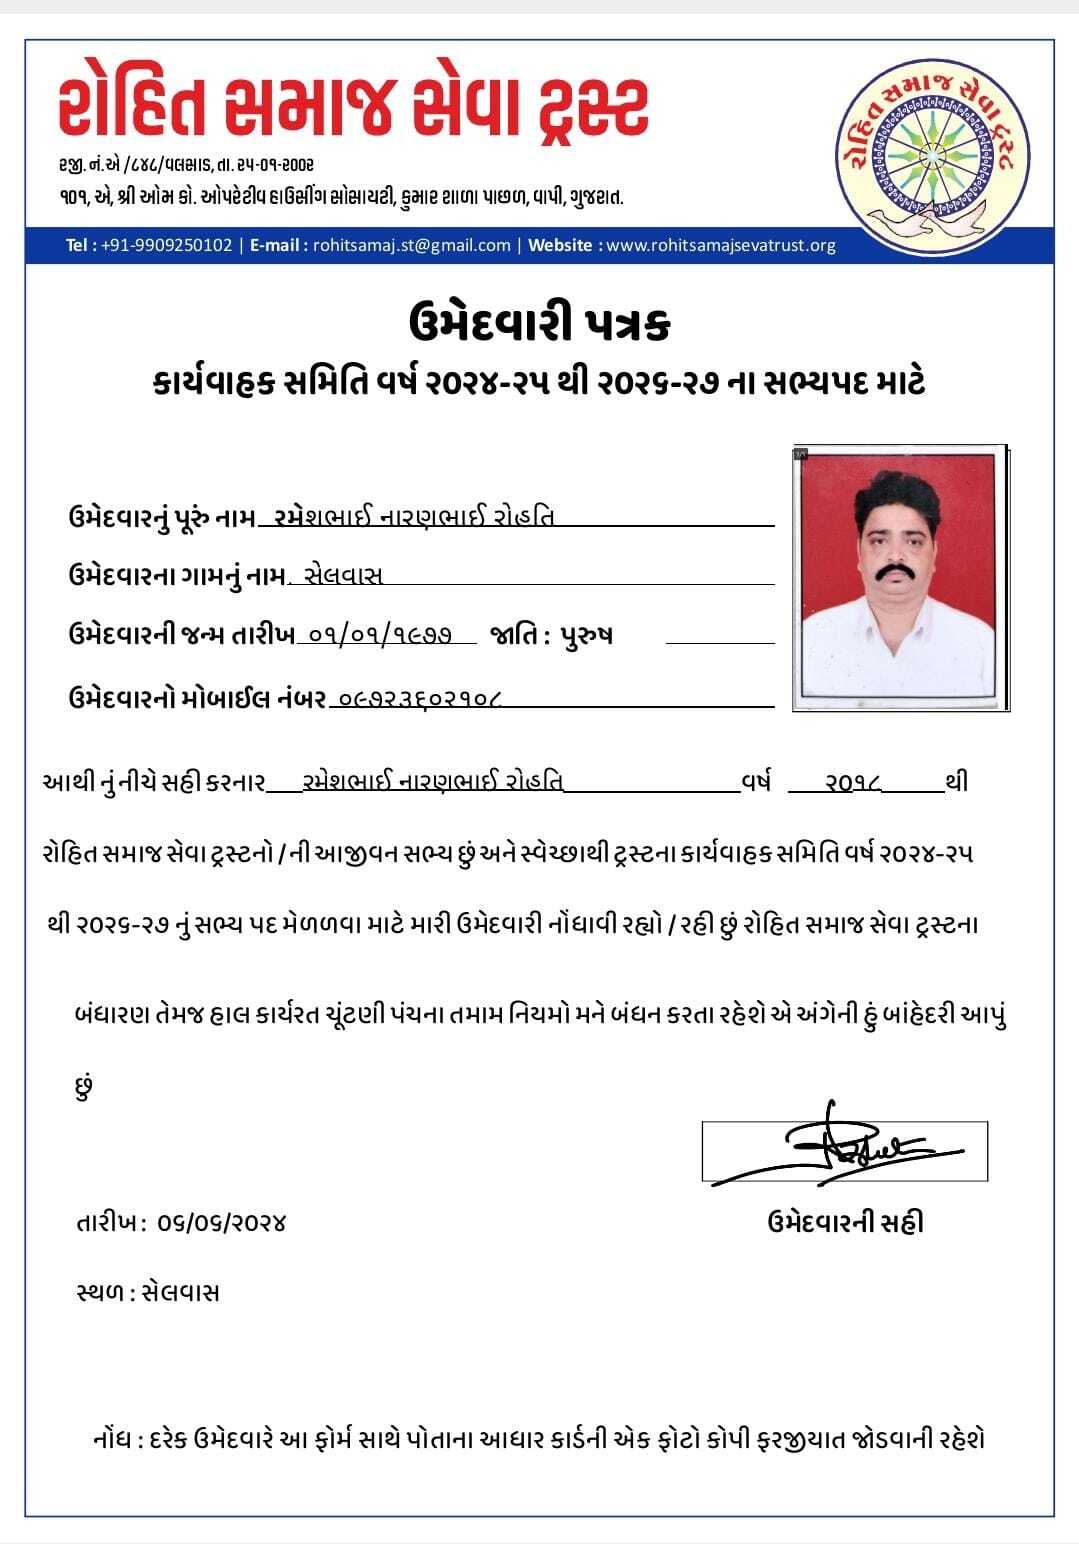 રોહિત સમાજ સેવા ટ્રસ્ટ
રજી. નં. એ /૮૪૮/વલસાડ, તા. ૨૫-૦૧-૨૦૦૨
૧૦૧, એ, શ્રી ઓમ કો. ઓપરેટીવ હાઉસીંગ સોસાયટી, કુમાર શાળા પાછળ, વાપી, ગુજરાત.
રોહિત સમાજ સેવા ટ્રસ્ટ
Tel : +91-9909250102 | E-mail : rohitsamaj.st@gmail.com | Website : www.rohitsamajsevatrust.org
ઉમેદવારી પત્રક
કાર્યવાહક સમિતિ વર્ષ ૨૦૨૪-૨૫ થી ૨૦૨૬-૨૭ ના સભ્યપદ માટે
ઉમેદવારનું પૂરું નામ રમેશભાઈ નારણભાઈ રોહતિ
ઉમેદવારના ગામનું નામ. સેલવાસ
ઉમેદવારની જન્મ તારીખ ૦૧/૦૧/૧૯૭૭ જાતિ : પુરુષ
ઉમેદવારનો મોબાઈલ નંબર ૦૯૭૨૩૬૦૨૧૦૮
આથી નું નીચે સહી કરનાર રમેશભાઈ નારણભાઈ રોહતિ વર્ષ ૨૦૧૮ થી
રોહિત સમાજ સેવા ટ્રસ્ટનો / ની આજીવન સભ્ય છું અને સ્વેચ્છાથી ટ્રસ્ટના કાર્યવાહક સમિતિ વર્ષ ૨૦૨૪-૨૫
થી ૨૦૨૬-૨૭ નું સભ્ય પદ મેળળવા માટે મારી ઉમેદવારી નોંધાવી રહ્યો / રહી છું રોહિત સમાજ સેવા ટ્રસ્ટના
બંધારણ તેમજ હાલ કાર્યરત ચૂંટણી પંચના તમામ નિયમો મને બંધન કરતા રહેશે એ અંગેની હું બાંહેદરી આપું
છું
તારીખ : ૦૬/૦૬/૨૦૨૪
ઉમેદવારની સહી
સ્થળ : સેલવાસ
નોંધ : દરેક ઉમેદવારે આ ફોર્મ સાથે પોતાના આધાર કાર્ડની એક ફોટો કોપી ફરજીયાત જોડવાની રહેશે